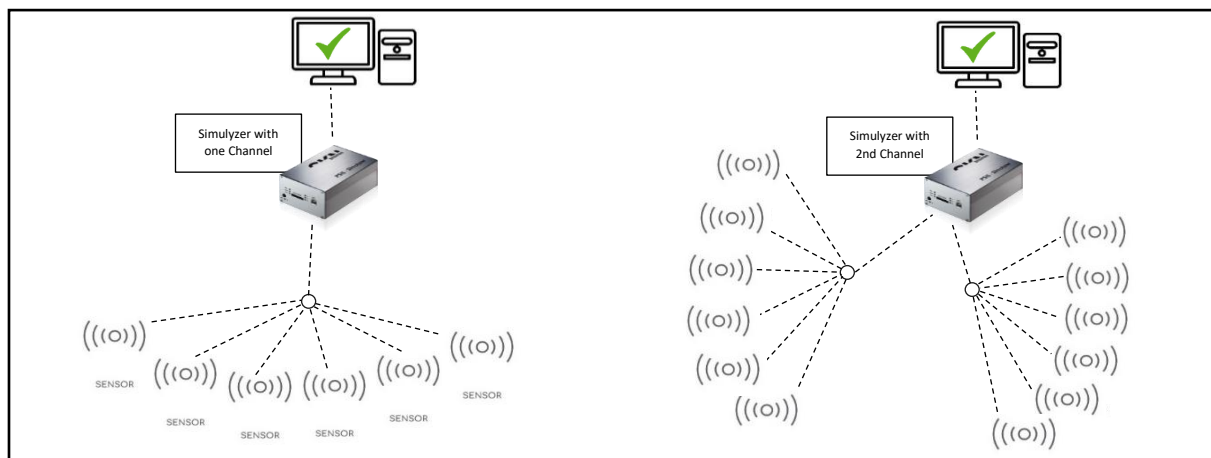 Simulyzer with
one Channel
Simulyzer with
2nd Channel
SENSOR
SENSOR
SENSOR
SENSOR
SENSOR
SENSOR